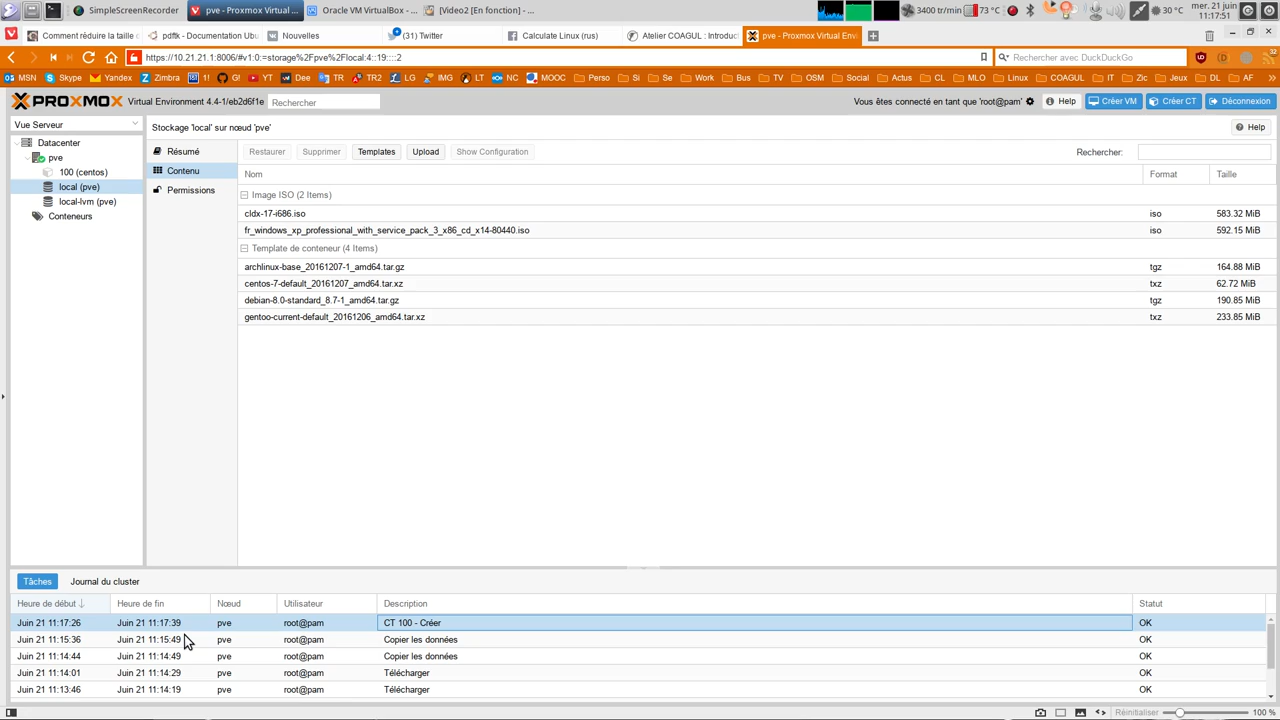 SimpleScreenRecorder
pve - Proxmox Virtual ...
Oracle VM VirtualBox - ...
[Video2 [En fonction] - ...
3400 tr/min
73 °C
30 °C
mer. 21 juin
11:17:51
Comment réduire la taille d
pdftk - Documentation Ubu
Nouvelles
(31) Twitter
Calculate Linux (rus)
Atelier COAGUL : Introduct
pve - Proxmox Virtual Envi
https://10.21.21.1:8006/#v1:0:=storage%2Fpve%2Flocal:4::19::::2
Rechercher avec DuckDuckGo
MSN
Skype
Yandex
Zimbra
1!
G!
YT
Dee
TR
TR2
LG
IMG
LT
NC
MOOC
Perso
Si
Se
Work
Bus
TV
OSM
Social
Actus
CL
MLO
Linux
COAGUL
IT
Zic
Jeux
DL
AF
PROXMOX Virtual Environment 4.4-1/eb2d6f1e
Rechercher
Vous êtes connecté en tant que 'root@pam'
Help
Créer VM
Créer CT
Déconnexion
Vue Serveur
Datacenter
pve
100 (centos)
local (pve)
local-lvm (pve)
Conteneurs
Stockage 'local' sur nœud 'pve'
Help
Résumé
Contenu
Permissions
Restaurer
Supprimer
Templates
Upload
Show Configuration
Rechercher:
Nom Format Taille
Image ISO (2 Items)
cldx-17-i686.iso iso 583.32 MiB
fr_windows_xp_professional_with_service_pack_3_x86_cd_x14-80440.iso iso 592.15 MiB
Template de conteneur (4 Items)
archlinux-base_20161207-1_amd64.tar.gz tgz 164.88 MiB
centos-7-default_20161207_amd64.tar.xz txz 62.72 MiB
debian-8.0-standard_8.7-1_amd64.tar.gz tgz 190.85 MiB
gentoo-current-default_20161206_amd64.tar.xz txz 233.85 MiB
Tâches
Journal du cluster
Heure de début Heure de fin Nœud Utilisateur Description Statut
Juin 21 11:17:26 Juin 21 11:17:39 pve root@pam CT 100 - Créer OK
Juin 21 11:15:36 Juin 21 11:15:49 pve root@pam Copier les données OK
Juin 21 11:14:44 Juin 21 11:14:49 pve root@pam Copier les données OK
Juin 21 11:14:01 Juin 21 11:14:29 pve root@pam Télécharger OK
Juin 21 11:13:46 Juin 21 11:14:19 pve root@pam Télécharger OK
Réinitialiser
100 %